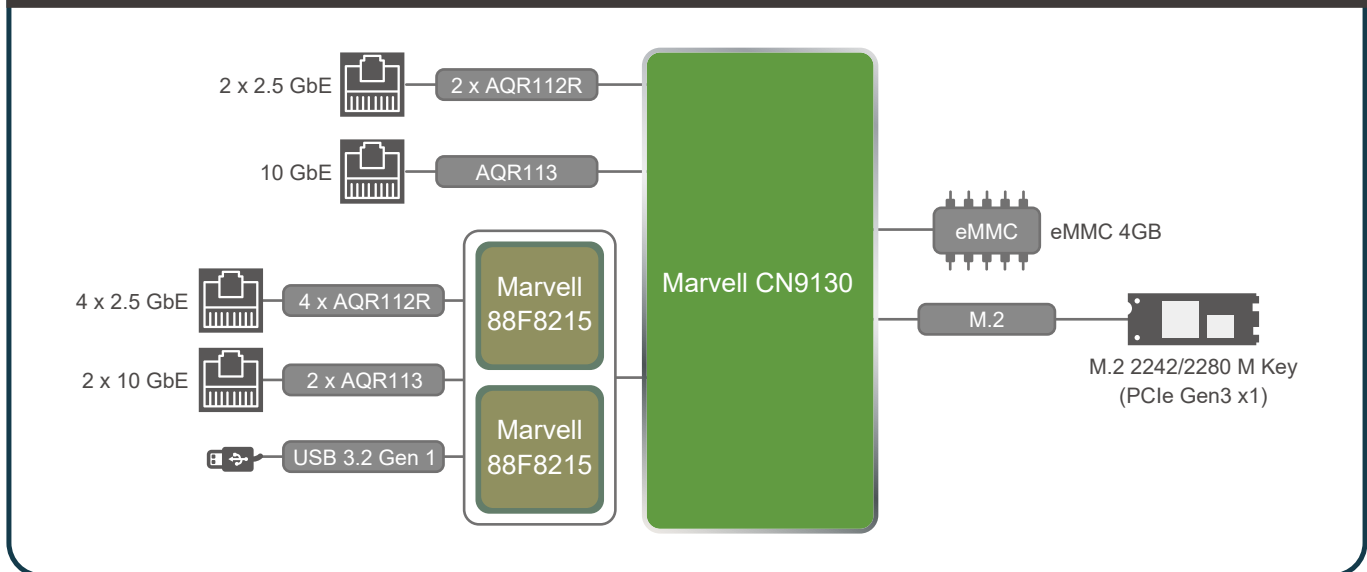 2 x 2.5 GbE
2 x AQR112R
10 GbE
AQR113
4 x 2.5 GbE
4 x AQR112R
2 x 10 GbE
2 x AQR113
USB 3.2 Gen 1
Marvell
88F8215
Marvell
88F8215
Marvell CN9130
eMMC
eMMC 4GB
M.2
M.2 2242/2280 M Key
(PCIe Gen3 x1)